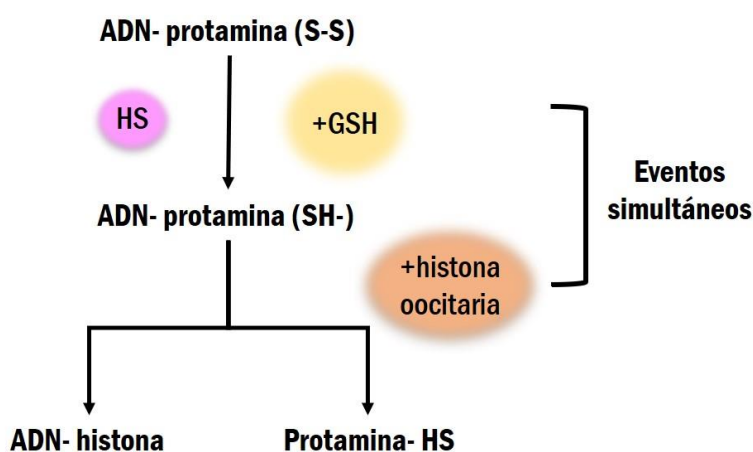 ADN- protamina (S-S)
HS
+GSH
Eventos
simultáneos
ADN- protamina (SH-)
+histona
oocitaria
ADN- histona
Protamina- HS